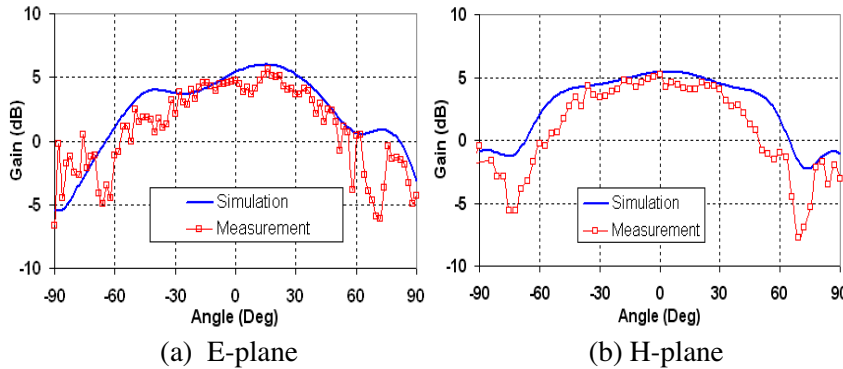 10
5
0
-5
-10
Gain (dB)
-90 -60 -30 0 30 60 90
Angle (Deg)
Simulation
Measurement
(a) E-plane
10
5
0
-5
-10
Gain (dB)
-90 -60 -30 0 30 60 90
Angle (Deg)
Simulation
Measurement
(b) H-plane